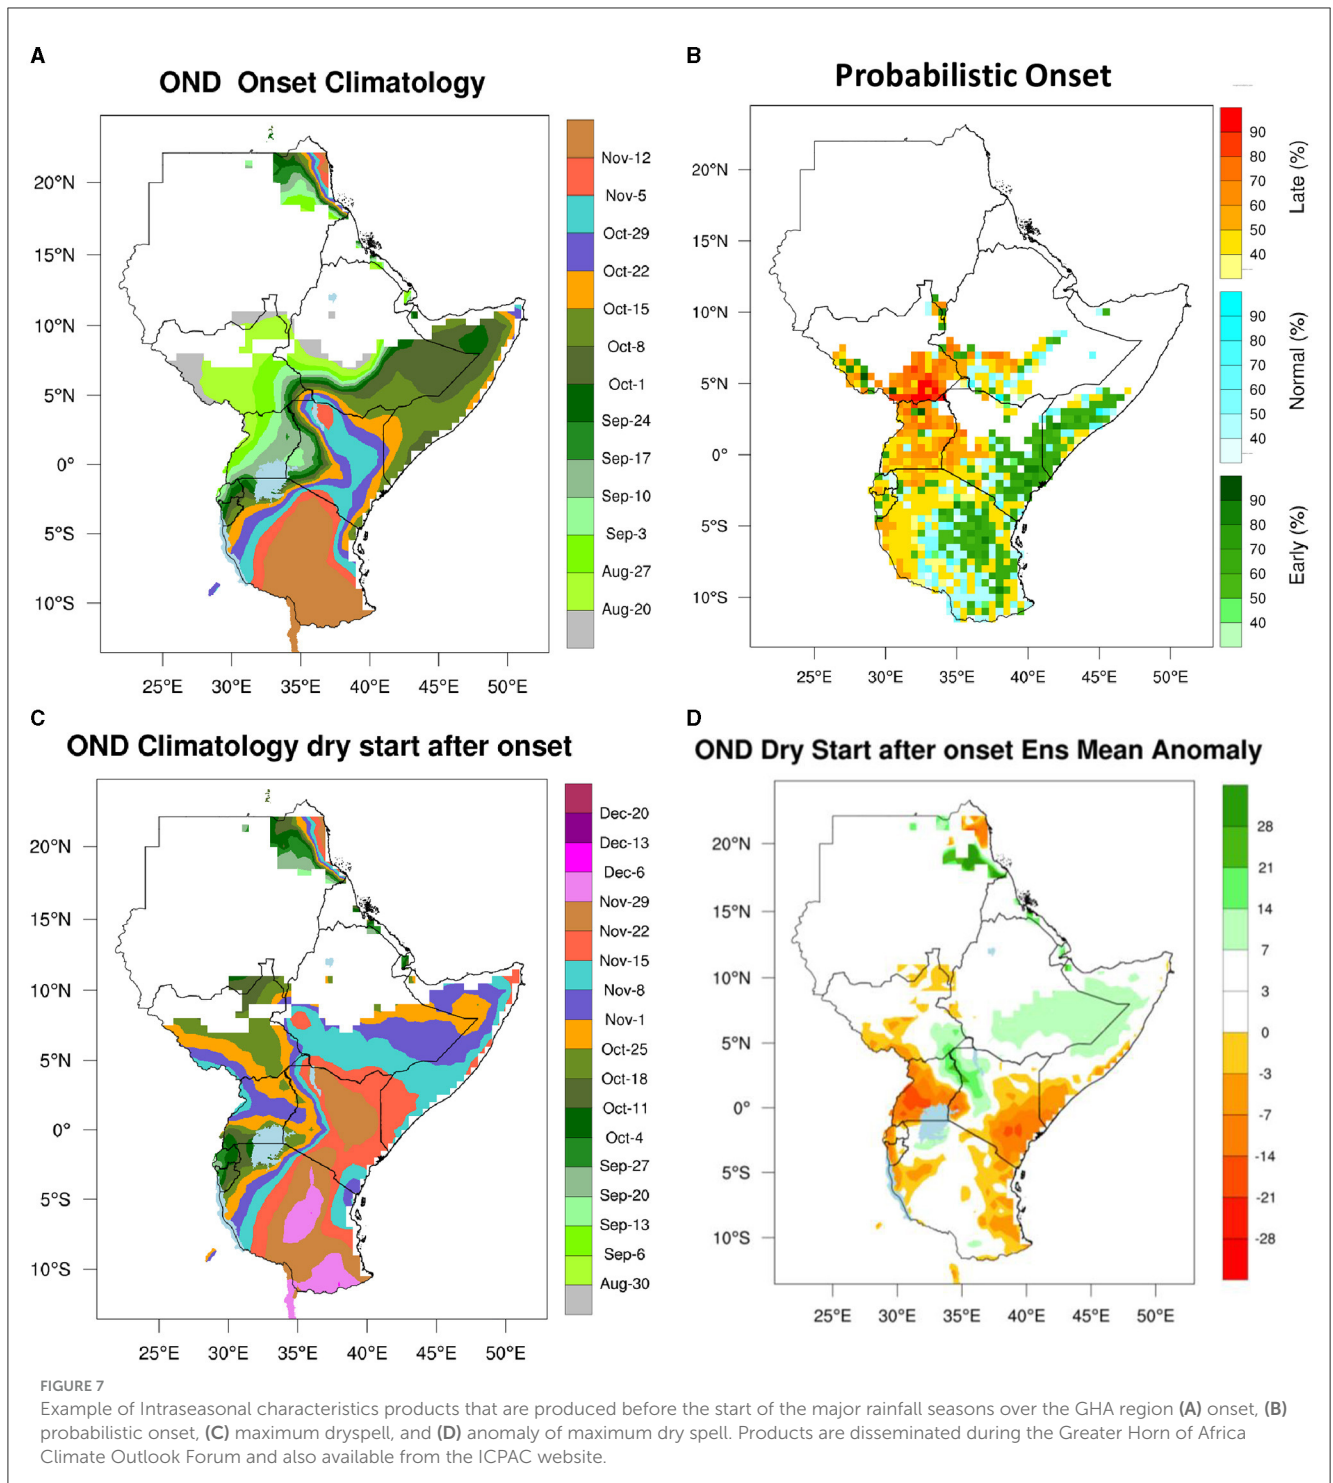 A
OND Onset Climatology
20°N
15°N
10°N
5°N
0°
5°S
10°S
25°E 30°E 35°E 40°E 45°E 50°E
Nov-12
Nov-5
Oct-29
Oct-22
Oct-15
Oct-8
Oct-1
Sep-24
Sep-17
Sep-10
Sep-3
Aug-27
Aug-20
B
Probabilistic Onset
20°N
15°N
10°N
5°N
0°
5°S
10°S
25°E 30°E 35°E 40°E 45°E 50°E
90
80
70
60
40
Late (%)
90
80
70
60
50
40
Normal (%)
90
80
70
60
50
40
Early (%)
C
OND Climatology dry start after onset
20°N
15°N
10°N
5°N
0°
5°S
10°S
25°E 30°E 35°E 40°E 45°E 50°E
Dec-20
Dec-13
Dec-6
Nov-29
Nov-22
Nov-15
Nov-8
Nov-1
Oct-25
Oct-18
Oct-11
Oct-4
Sep-27
Sep-20
Sep-13
Sep-6
Aug-30
D
OND Dry Start after onset Ens Mean Anomaly
20°N
15°N
10°N
5°N
0°
5°S
10°S
25°E 30°E 35°E 40°E 45°E 50°E
28
21
14
7
3
0
-3
-7
-14
-21
-28
FIGURE 7
Example of Intraseasonal characteristics products that are produced before the start of the major rainfall seasons over the GHA region (A) onset, (B)
probabilistic onset, (C) maximum dryspell, and (D) anomaly of maximum dry spell. Products are disseminated during the Greater Horn of Africa
Climate Outlook Forum and also available from the ICPAC website.